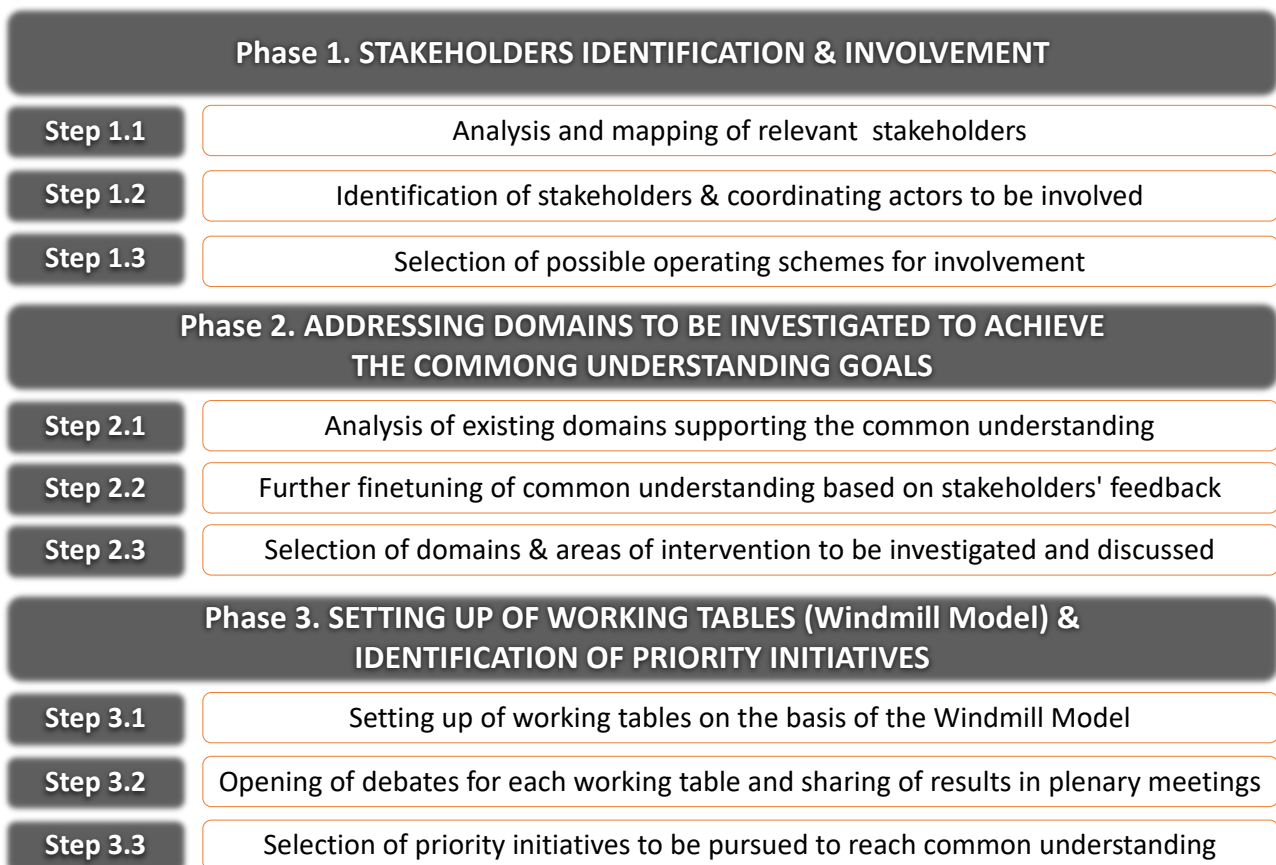 Phase 1. STAKEHOLDERS IDENTIFICATION & INVOLVEMENT
Step 1.1
Analysis and mapping of relevant stakeholders
Step 1.2
Identification of stakeholders & coordinating actors to be involved
Step 1.3
Selection of possible operating schemes for involvement
Phase 2. ADDRESSING DOMAINS TO BE INVESTIGATED TO ACHIEVE
THE COMMONG UNDERSTANDING GOALS
Step 2.1
Analysis of existing domains supporting the common understanding
Step 2.2
Further finetuning of common understanding based on stakeholders' feedback
Step 2.3
Selection of domains & areas of intervention to be investigated and discussed
Phase 3. SETTING UP OF WORKING TABLES (Windmill Model) &
IDENTIFICATION OF PRIORITY INITIATIVES
Step 3.1
Setting up of working tables on the basis of the Windmill Model
Step 3.2
Opening of debates for each working table and sharing of results in plenary meetings
Step 3.3
Selection of priority initiatives to be pursued to reach common understanding